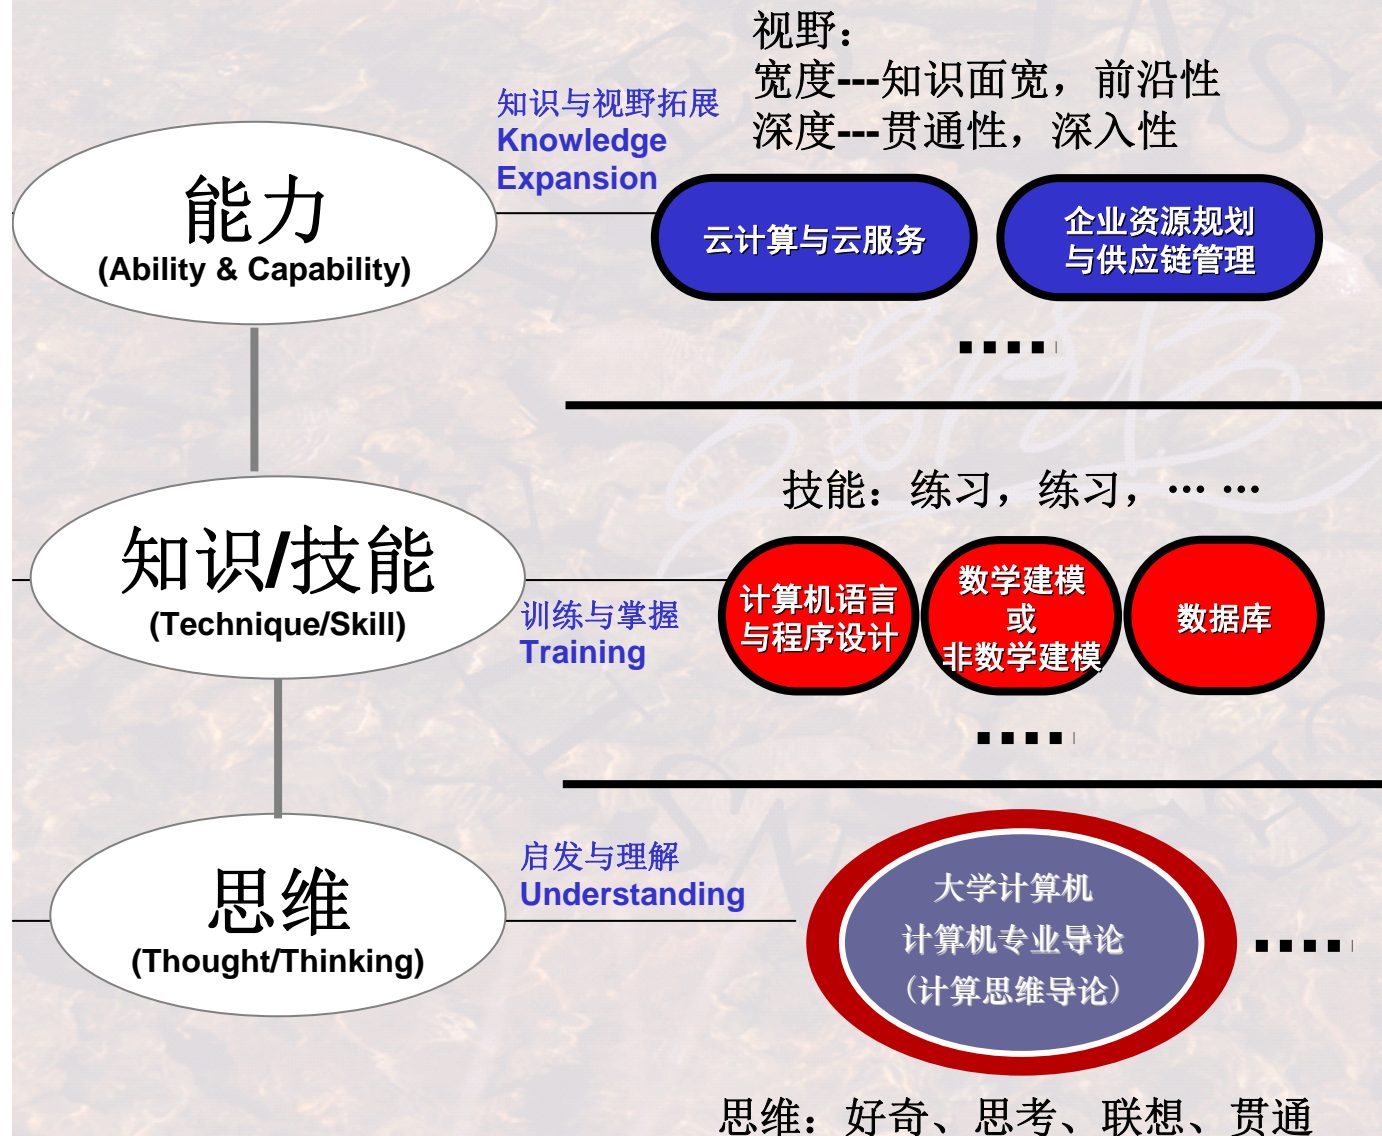 视野：
宽度---知识面宽，前沿性
深度---贯通性，深入性
知识与视野拓展
Knowledge
Expansion
能力
(Ability & Capability)
云计算与云服务
企业资源规划
与供应链管理
技能：练习，练习，… …
知识/技能
(Technique/Skill)
训练与掌握
Training
计算机语言
与程序设计
数学建模
或
非数学建模
数据库
思维
(Thought/Thinking)
启发与理解
Understanding
大学计算机
计算机专业导论
(计算思维导论)
思维：好奇、思考、联想、贯通